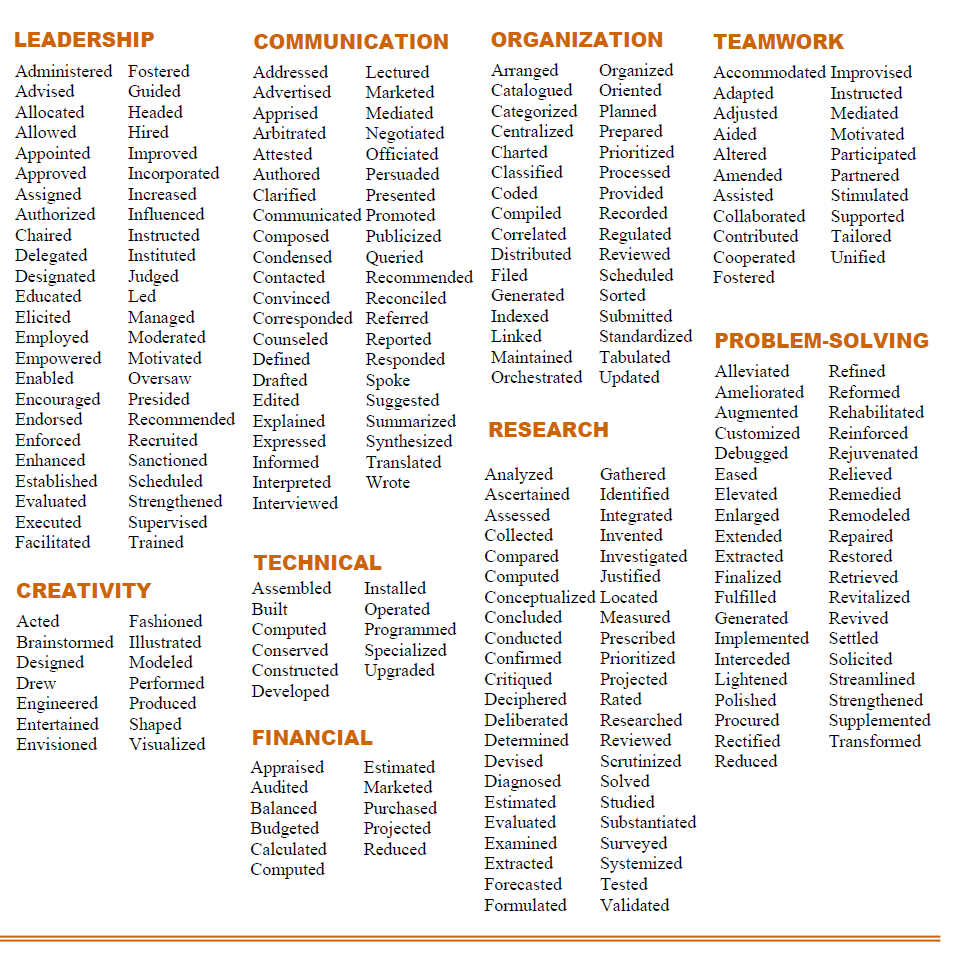 LEADERSHIP
Administered Fostered
Advised Guided
Allocated Headed
Allowed Hired
Appointed Improved
Approved Incorporated
Assigned Increased
Authorized Influenced
Chaired Instructed
Delegated Instituted
Designated Judged
Educated Led
Elicited Managed
Employed Moderated
Empowered Motivated
Enabled Oversaw
Encouraged Presided
Endorsed Recommended
Enforced Recruited
Enhanced Sanctioned
Established Scheduled
Evaluated Strengthened
Executed Supervised
Facilitated Trained
CREATIVITY
Acted Fashioned
Brainstormed Illustrated
Designed Modeled
Drew Performed
Engineered Produced
Entertained Shaped
Envisioned Visualized
COMMUNICATION
Addressed Lectured
Advertised Marketed
Apprised Mediated
Arbitrated Negotiated
Attested Officiated
Authored Persuaded
Clarified Presented
Communicated Promoted
Composed Publicized
Condensed Queried
Contacted Recommended
Convinced Reconciled
Corresponded Referred
Counseled Reported
Defined Responded
Drafted Spoke
Edited Suggested
Explained Summarized
Expressed Synthesized
Informed Translated
Interpreted Wrote
Interviewed
TECHNICAL
Assembled Installed
Built Operated
Computed Programmed
Conserved Specialized
Constructed Upgraded
Developed
FINANCIAL
Appraised Estimated
Audited Marketed
Balanced Purchased
Budgeted Projected
Calculated Reduced
Computed
ORGANIZATION
Arranged Organized
Catalogued Oriented
Categorized Planned
Centralized Prepared
Charted Prioritized
Classified Processed
Coded Provided
Compiled Recorded
Correlated Regulated
Distributed Reviewed
Filed Scheduled
Generated Sorted
Indexed Submitted
Linked Standardized
Maintained Tabulated
Orchestrated Updated
RESEARCH
Analyzed Gathered
Ascertained Identified
Assessed Integrated
Collected Invented
Compared Investigated
Computed Justified
Conceptualized Located
Concluded Measured
Conducted Prescribed
Confirmed Prioritized
Critiqued Projected
Deciphered Rated
Deliberated Researched
Determined Reviewed
Devised Scrutinized
Diagnosed Solved
Estimated Studied
Evaluated Substantiated
Examined Surveyed
Extracted Systemized
Forecasted Tested
Formulated Validated
TEAMWORK
Accommodated Improvised
Adapted Instructed
Adjusted Mediated
Aided Motivated
Altered Participated
Amended Partnered
Assisted Stimulated
Collaborated Supported
Contributed Tailored
Cooperated Unified
Fostered
PROBLEM-SOLVING
Alleviated Refined
Ameliorated Reformed
Augmented Rehabilitated
Customized Reinforced
Debugged Rejuvenated
Eased Relieved
Elevated Remedied
Enlarged Remodeled
Extended Repaired
Extracted Restored
Finalized Retrieved
Fulfilled Revitalized
Generated Revived
Implemented Settled
Interceded Solicited
Lightened Streamlined
Polished Strengthened
Procured Supplemented
Rectified Transformed
Reduced